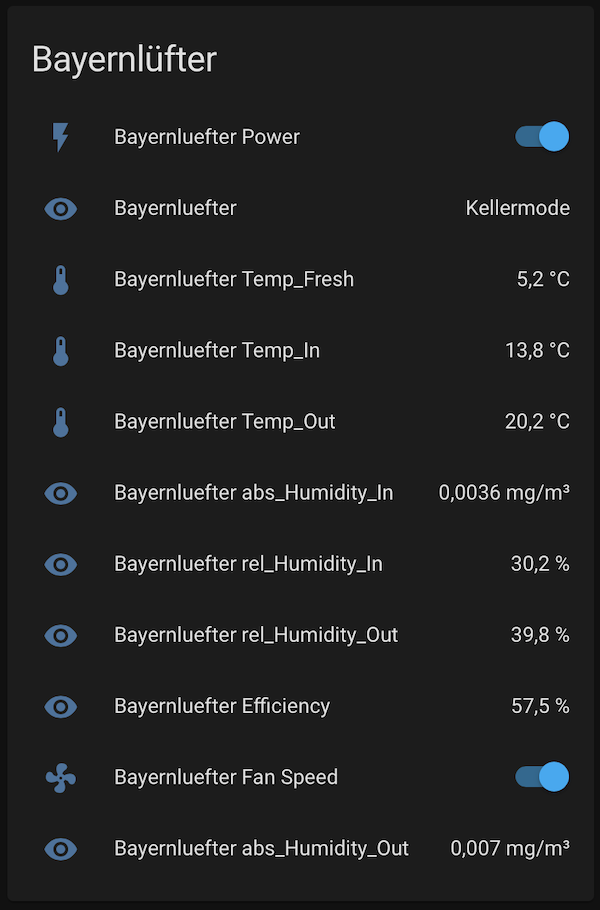 Bayernlüfter
Bayernluefter Power
Bayernluefter Kellermode
Bayernluefter Temp_Fresh 5,2 °C
Bayernluefter Temp_In 13,8 °C
Bayernluefter Temp_Out 20,2 °C
Bayernluefter abs_Humidity_In 0,0036 mg/m³
Bayernluefter rel_Humidity_In 30,2 %
Bayernluefter rel_Humidity_Out 39,8 %
Bayernluefter Efficiency 57,5 %
Bayernluefter Fan Speed
Bayernluefter abs_Humidity_Out 0,007 mg/m³